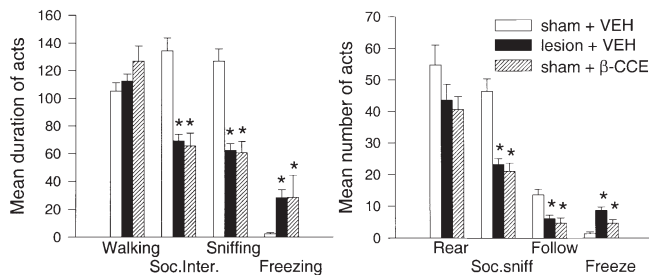 Mean duration of acts
160
140
120
100
80
60
40
20
0
* *
* *
* *
Walking Sniffing
Soc.Inter. Freezing
Mean number of acts
70
60
50
40
30
20
10
0
sham + VEH
lesion + VEH
sham + β-CCE
* *
* *
* *
Rear Follow
Soc.sniff Freeze